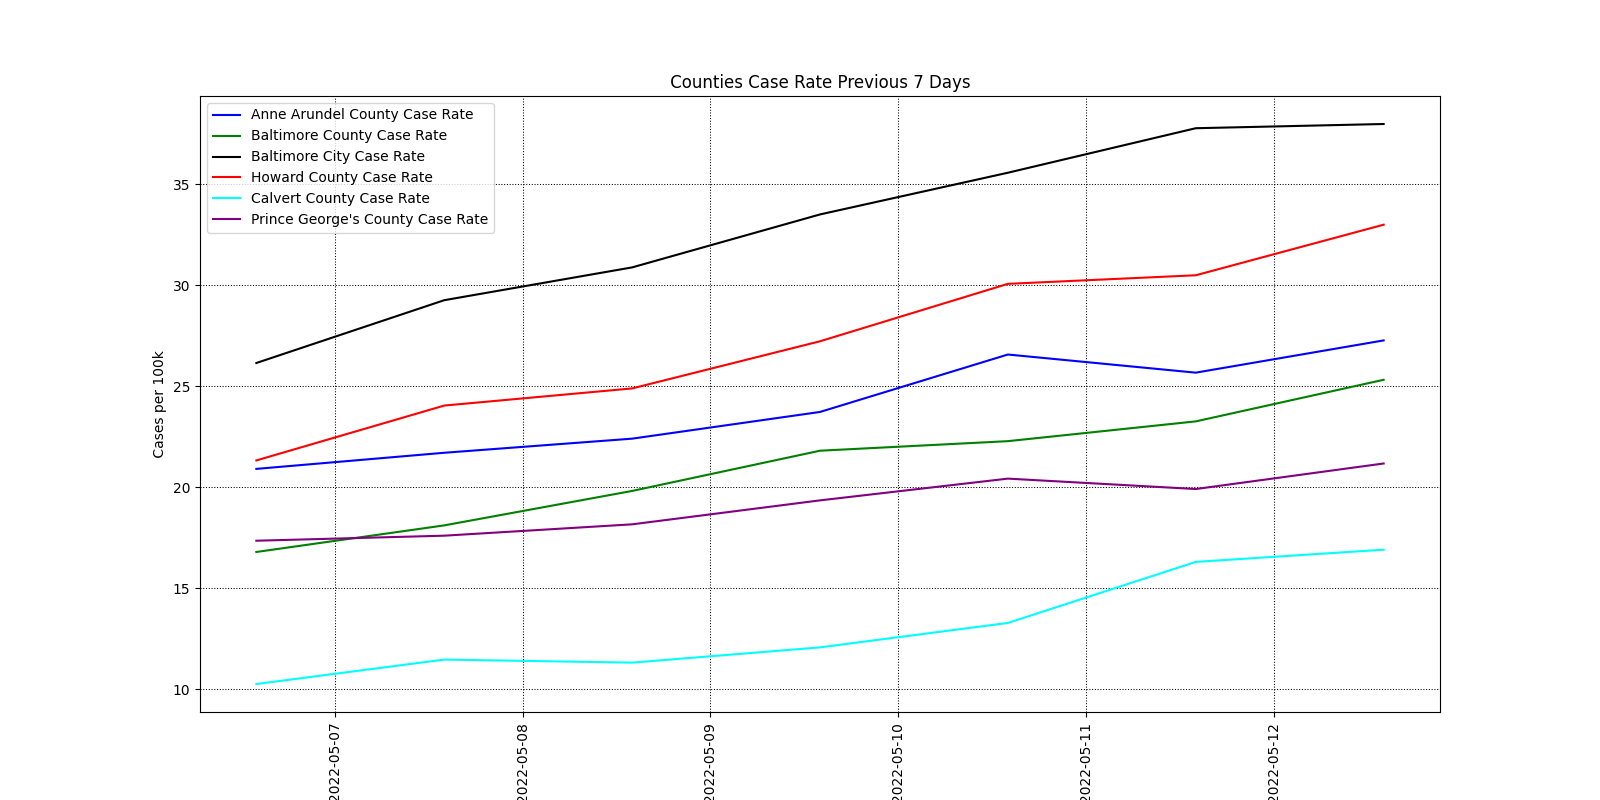 Counties Case Rate Previous 7 Days
Anne Arundel County Case Rate
Baltimore County Case Rate
Baltimore City Case Rate
Howard County Case Rate
Calvert County Case Rate
Prince George's County Case Rate
Cases per 100k
35
30
25
20
15
10
2022-05-07
2022-05-08
2022-05-09
2022-05-10
2022-05-11
2022-05-12